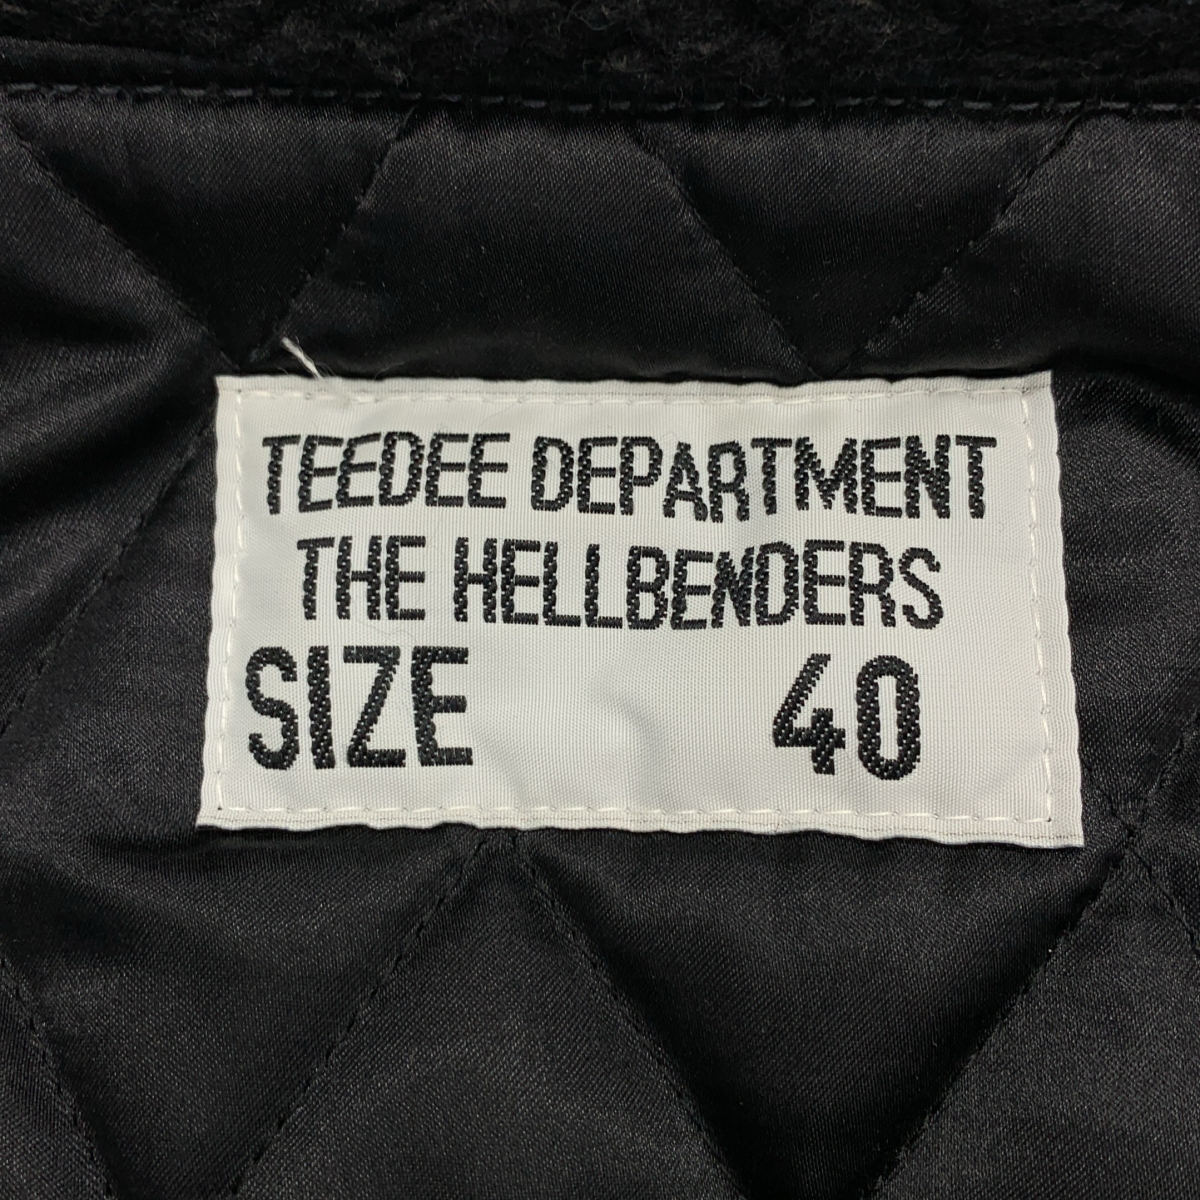 TEEDEE DEPARTMENT
THE HELLBENDERS
SIZE 40